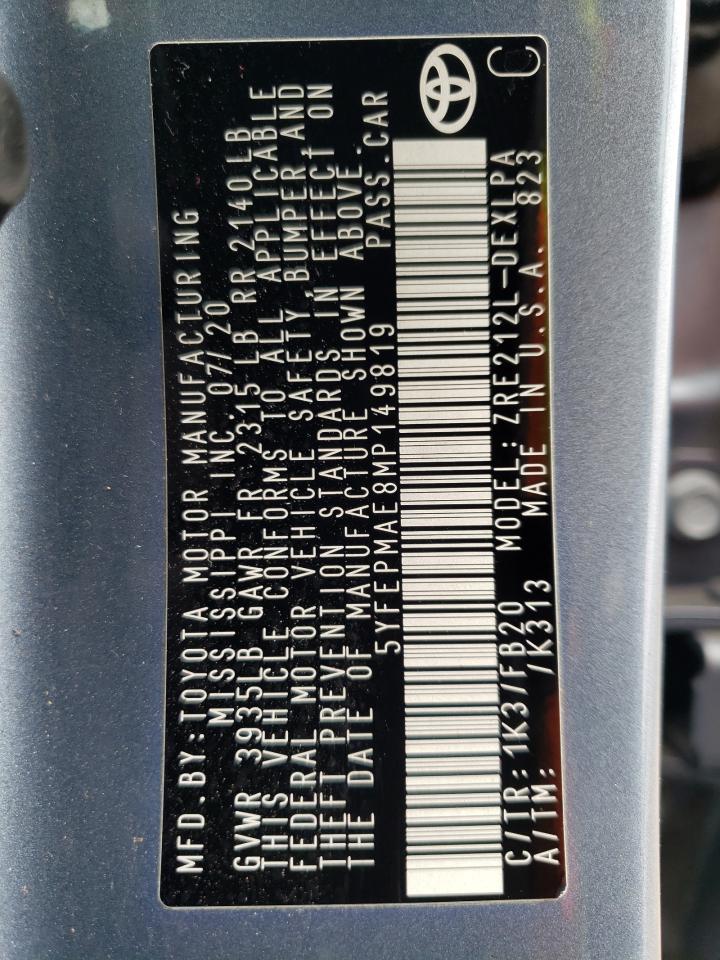 MFD.BY:TOYOTA MOTOR MANUFACTURING
MISSISSIPPI INC. 07/20
GVWR 3935LB GAWR FR 2315 LB RR 2140 LB
THIS VEHICLE CONFORMS TO ALL APPLICABLE
FEDERAL MOTOR VEHICLE SAFETY, BUMPER, AND
THEFT PREVENTION STANDARDS IN EFFECT ON
THE DATE OF MANUFACTURE SHOWN ABOVE.
5YFEPMAE8MP149819 PASS.CAR
C
C/TR: 1K3/FB20 MODEL: ZRE212L-DEXLPA
A/TM: /K313 MADE IN U.S.A. 823